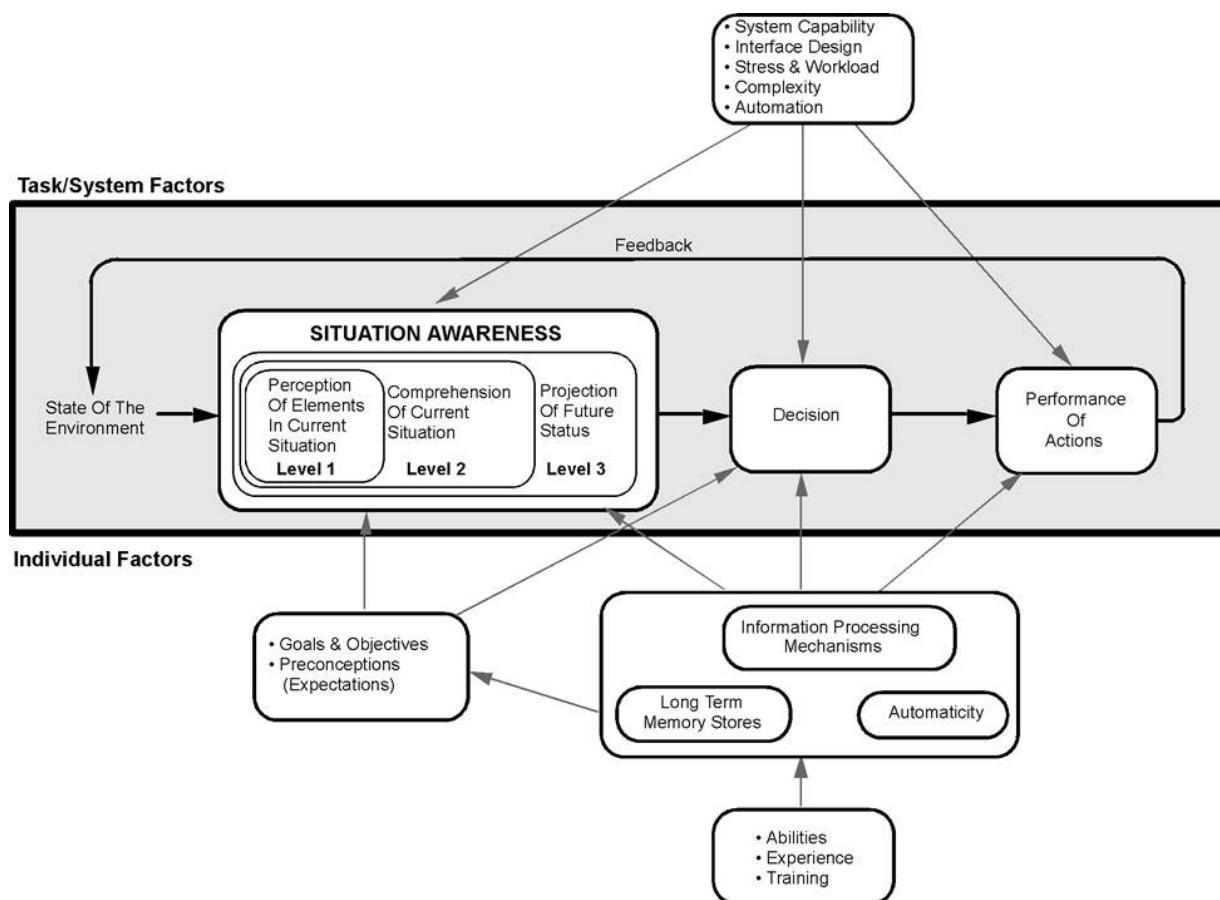 • System Capability
• Interface Design
• Stress & Workload
• Complexity
• Automation
Task/System Factors
Feedback
SITUATION AWARENESS
Perception
Of Elements
In Current
Situation
Level 1
Comprehension
Of Current
Situation
Level 2
Projection
Of Future
Status
Level 3
State Of The
Environment
Decision
Performance
Of
Actions
Individual Factors
• Goals & Objectives
• Preconceptions
(Expectations)
Information Processing
Mechanisms
Long Term
Memory Stores
Automaticity
• Abilities
• Experience
• Training